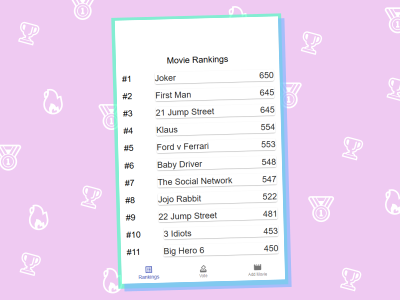 Movie Rankings
#1 Joker 650
#2 First Man 645
#3 21 Jump Street 645
#4 Klaus 554
#5 Ford v Ferrari 553
#6 Baby Driver 548
#7 The Social Network 547
#8 Jojo Rabbit 522
#9 22 Jump Street 481
#10 3 Idiots 453
#11 Big Hero 6 450
Rankings Vote Add Movie